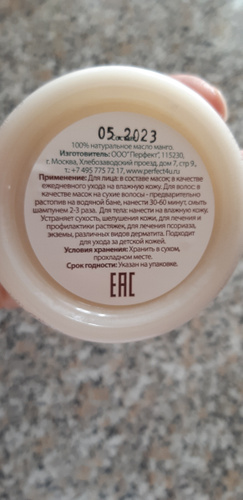 05.2023
Состав:
100% натуральное масло манго.
Изготовитель: ООО "Перфект", 115230,
г. Москва, Хлебозаводский проезд, дом 7, стр 9,
т.: +7 495 775 72 17, www.perfect4u.ru
Применение: Для лица: в составе масок; в качестве
ежедневного ухода на влажную кожу. Для волос: в
качестве масок на сухие волосы - предварительно
растопив на водяной бане, нанести 30-60 минут, смыть
шампунем 2-3 раза. Для тела: нанести на влажную кожу.
Устраняет сухость, шелушения кожи, для лечения и
профилактики растяжек, для лечения псориаза,
экземы, различных видов дерматита. Подходит
для ухода за детской кожей.
Условия хранения: Хранить в сухом,
прохладном месте.
Срок годности: Указан на упаковке.
EAC